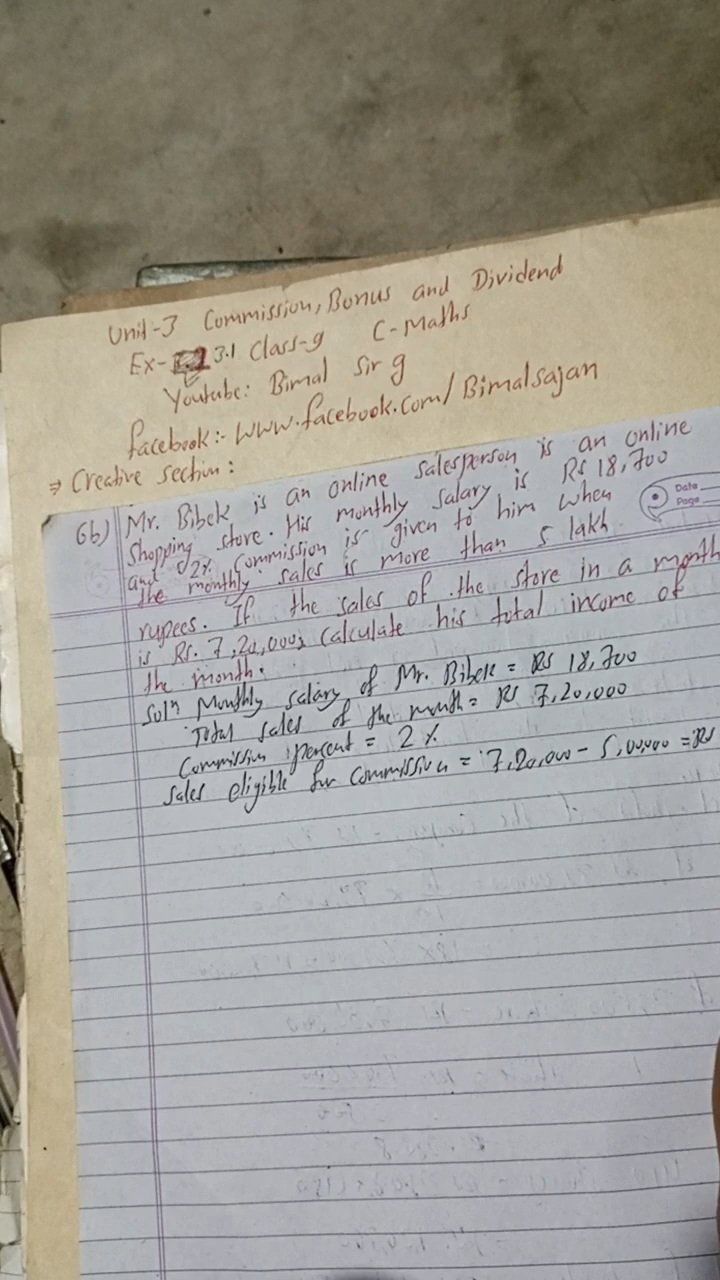 Unit-3 Commission, Bonus and Dividend
Ex- 3.1 Class-9 C-Maths
Youtube: Bimal Sir g
facebook:- www.facebook.com/Bimalsajan
⇒ Creative section:
6b) Mr. Bibek is an online salesperson is an online
Shopping store. His monthly salary is Rs 18,700
and 2% Commission is given to him when
the monthly sales is more than 5 lakh
rupees. If the sales of the store in a month
is Rs. 7,20,000, Calculate his total income of
the month.
Solⁿ Monthly salary of Mr. Bibek = Rs 18,700
Total sales of the month = Rs 7,20,000
Commission percent = 2%
Sales eligible for commission = 7,20,000 - 5,00,000 = Rs
Date
Page